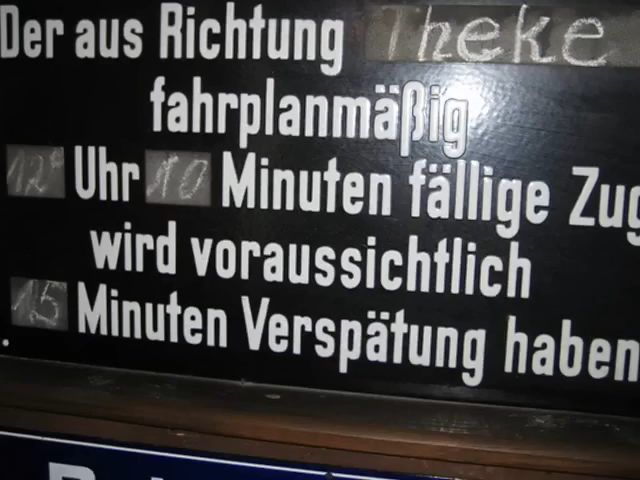 Der aus Richtung Theke
fahrplanmäßig
12 Uhr 10 Minuten fällige Zug
wird voraussichtlich
15 Minuten Verspätung haben
.